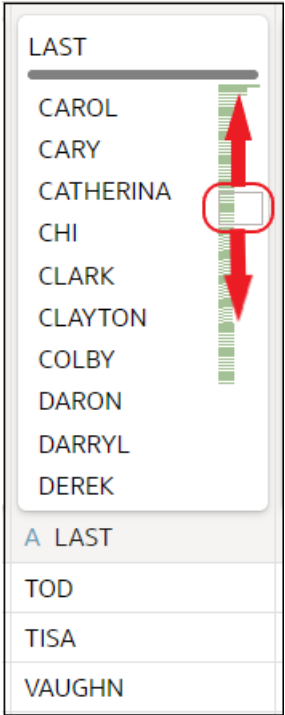 LAST
CAROL
CARY
CATHERINA
CHI
CLARK
CLAYTON
COLBY
DARON
DARRYL
DEREK
A LAST
TOD
TISA
VAUGHN